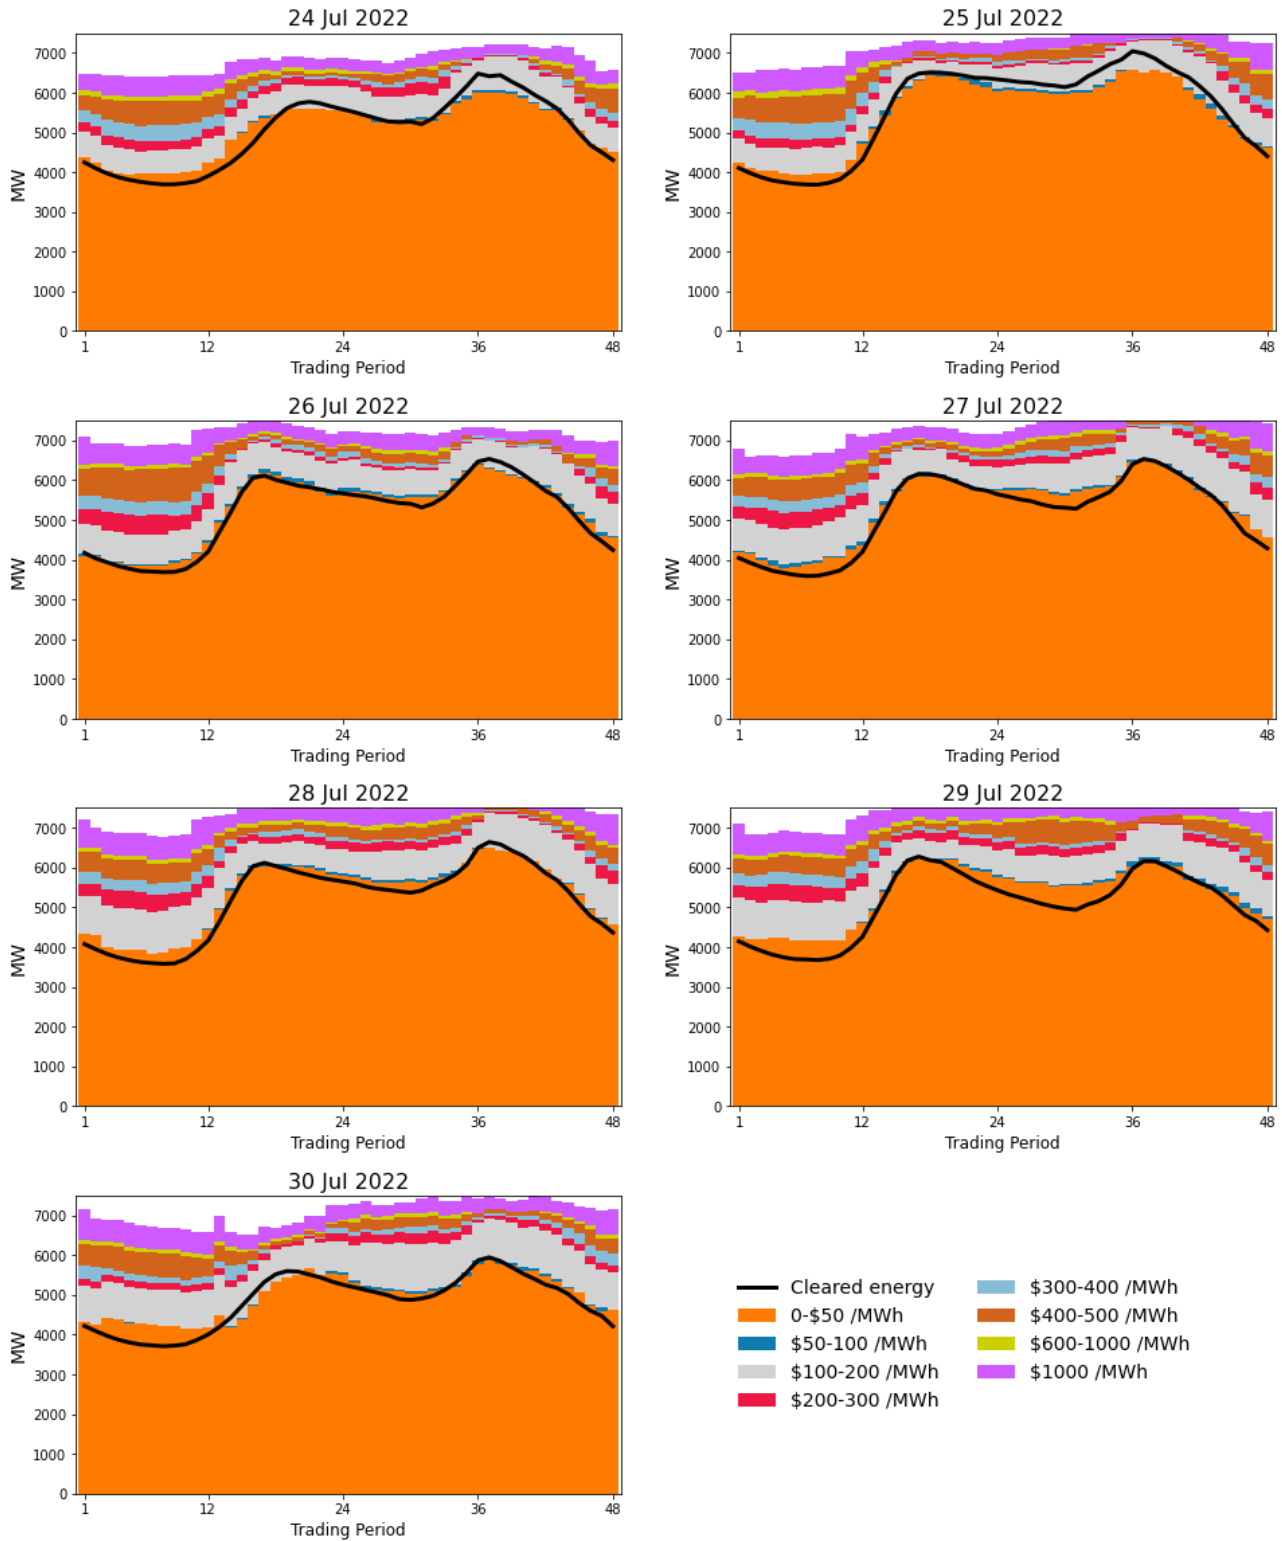 24 Jul 2022
MW
7000
6000
5000
4000
3000
2000
1000
0
1 12 24 36 48
Trading Period
25 Jul 2022
MW
7000
6000
5000
4000
3000
2000
1000
0
1 12 24 36 48
Trading Period
26 Jul 2022
MW
7000
6000
5000
4000
3000
2000
1000
0
1 12 24 36 48
Trading Period
27 Jul 2022
MW
7000
6000
5000
4000
3000
2000
1000
0
1 12 24 36 48
Trading Period
28 Jul 2022
MW
7000
6000
5000
4000
3000
2000
1000
0
1 12 24 36 48
Trading Period
29 Jul 2022
MW
7000
6000
5000
4000
3000
2000
1000
0
1 12 24 36 48
Trading Period
30 Jul 2022
MW
7000
6000
5000
4000
3000
2000
1000
0
1 12 24 36 48
Trading Period
Cleared energy
0-$50 /MWh
$50-100 /MWh
$100-200 /MWh
$200-300 /MWh
$300-400 /MWh
$400-500 /MWh
$600-1000 /MWh
$1000 /MWh